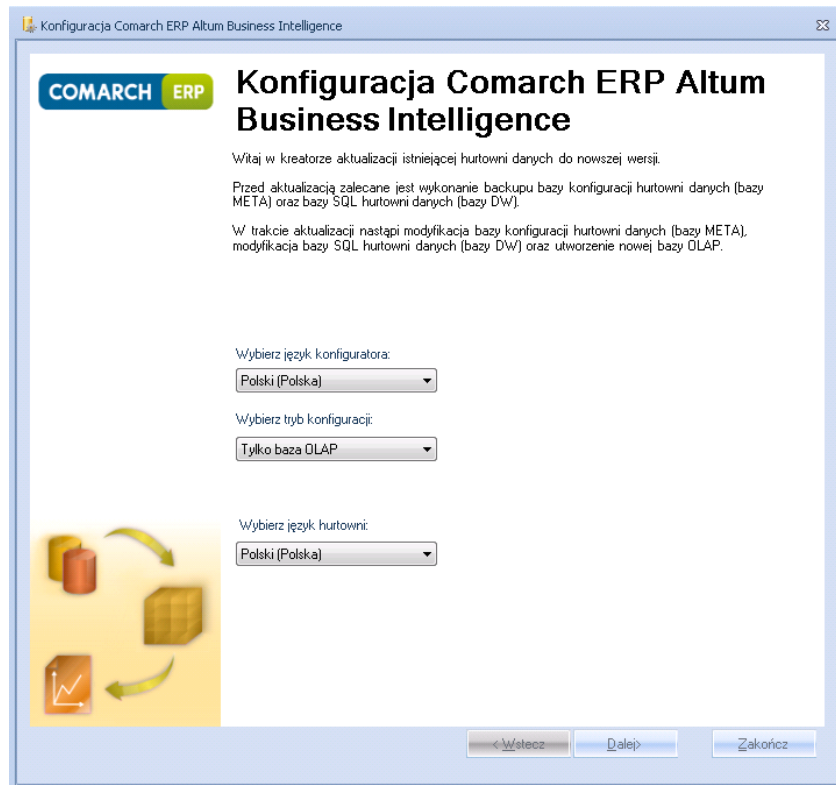 Konfiguracja Comarch ERP Altum Business Intelligence
COMARCH ERP
Konfiguracja Comarch ERP Altum
Business Intelligence
Witaj w kreatorze aktualizacji istniejącej hurtowni danych do nowszej wersji.
Przed aktualizacją zalecane jest wykonanie backupu bazy konfiguracji hurtowni danych (bazy
META) oraz bazy SQL hurtowni danych (bazy DW).
W trakcie aktualizacji nastąpi modyfikacja bazy konfiguracji hurtowni danych (bazy META),
modyfikacja bazy SQL hurtowni danych (bazy DW) oraz utworzenie nowej bazy OLAP.
Wybierz język konfiguratora:
Polski (Polska)
Wybierz tryb konfiguracji:
Tylko baza OLAP
Wybierz język hurtowni:
Polski (Polska)
< Wstecz Dalej> Zakończ